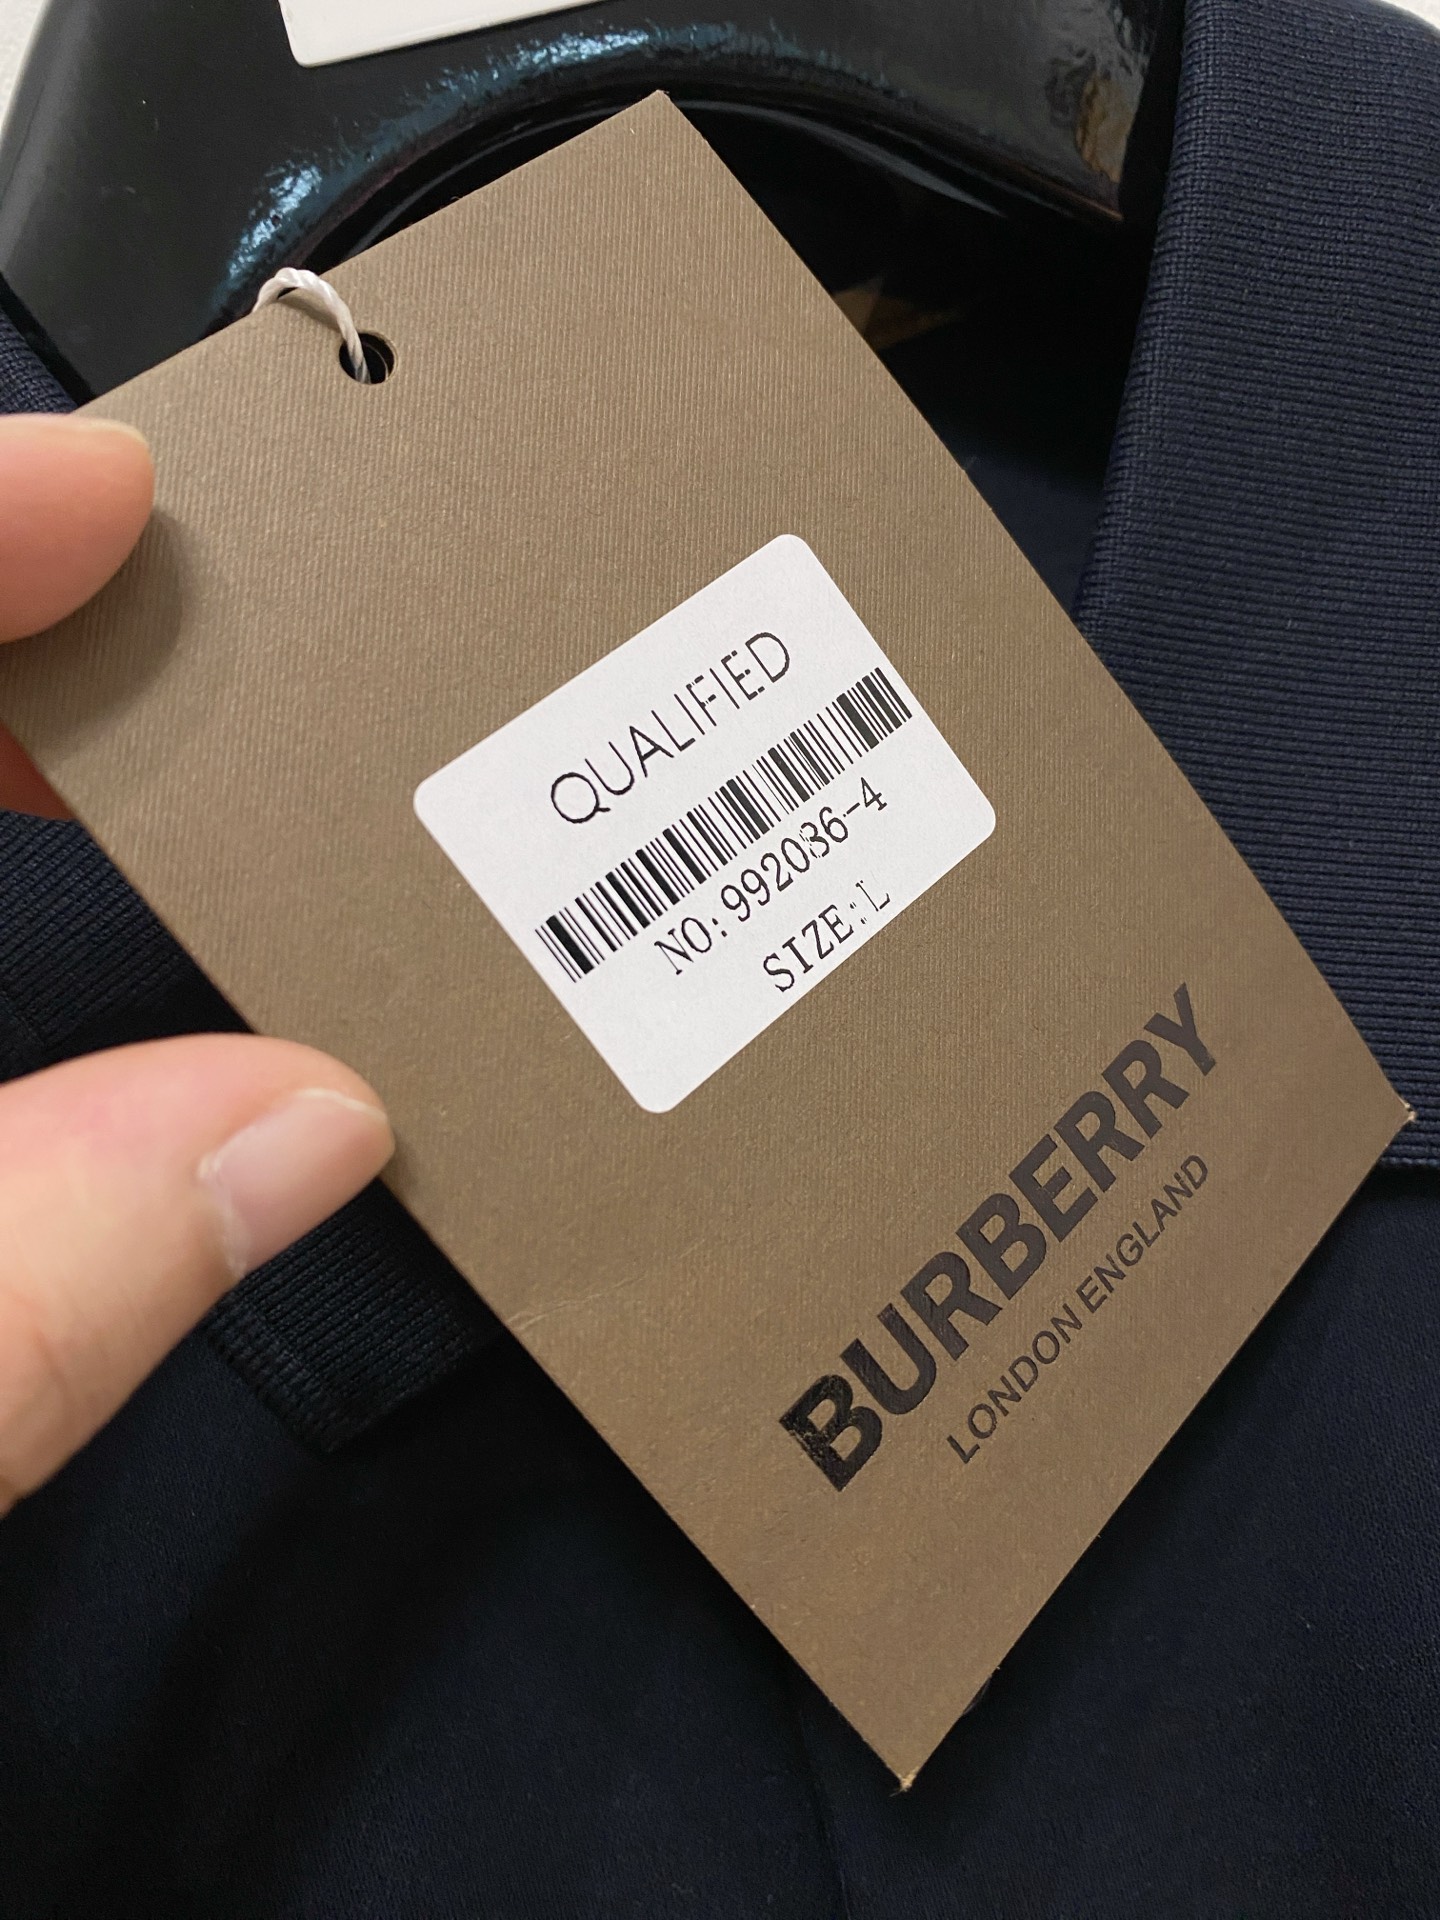 QUALIFIED
NO:992036-4
SIZE:L
BURBERRY
LONDON ENGLAND